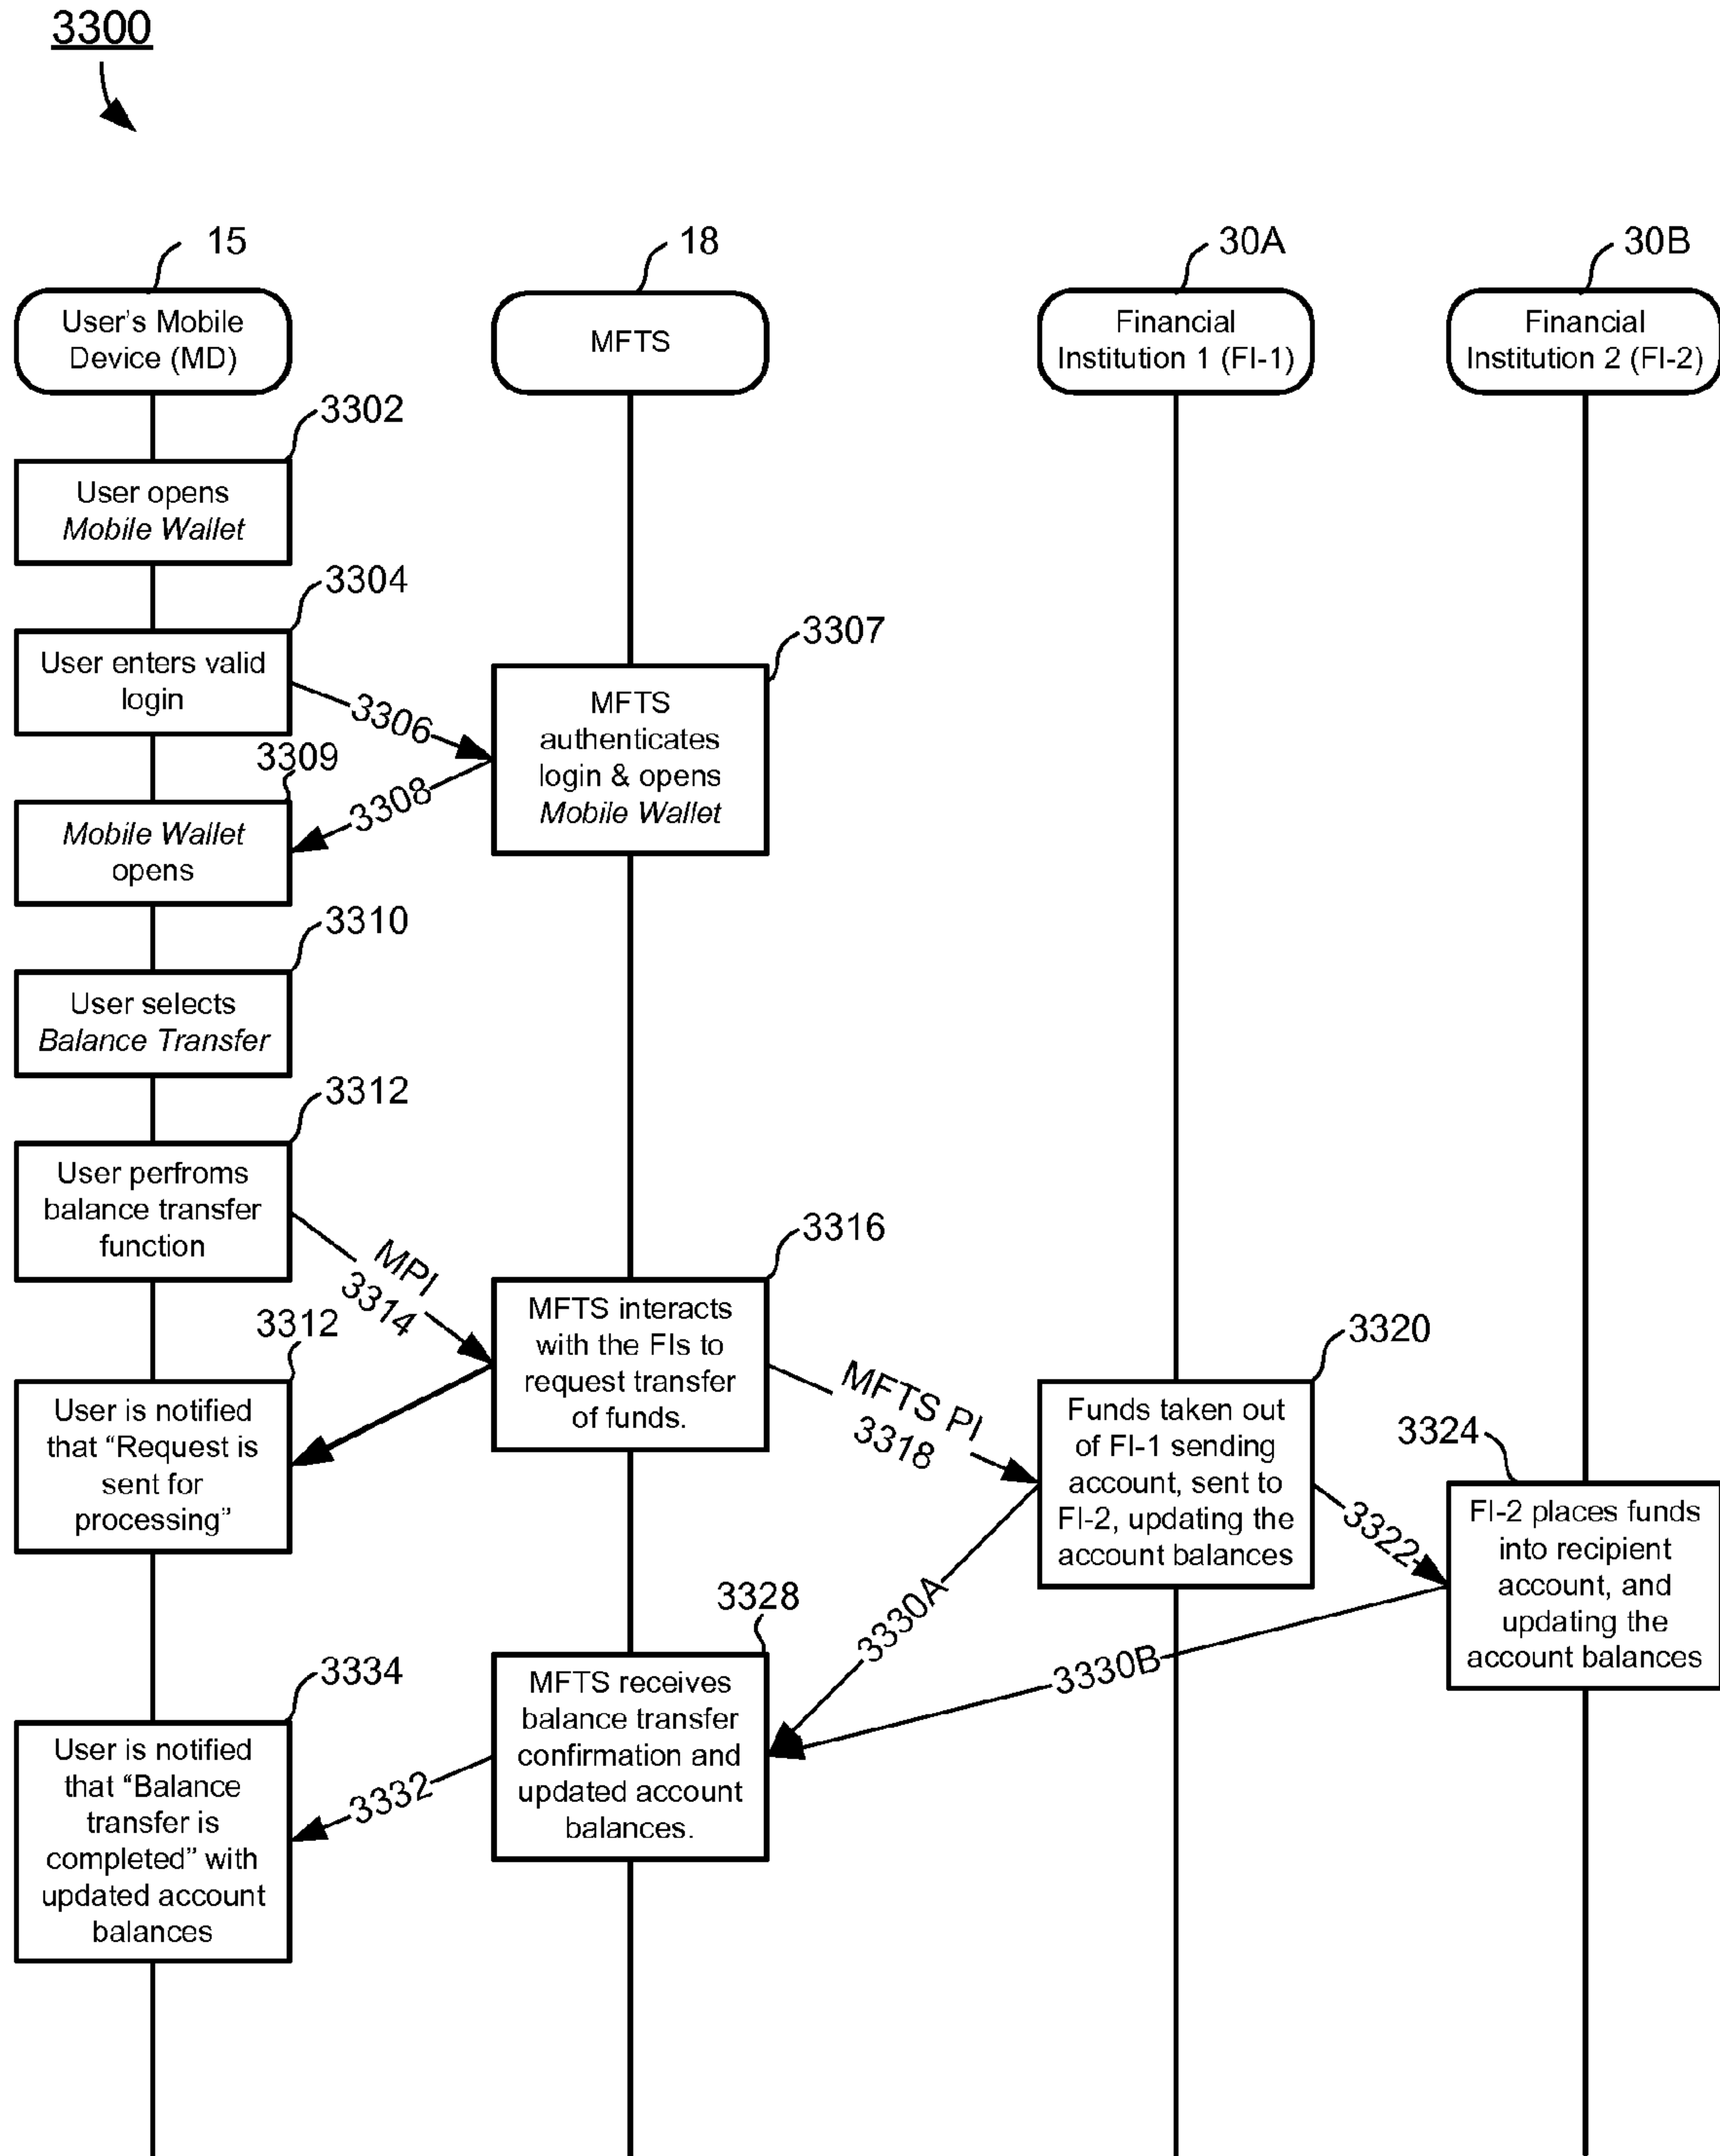 3300
15
18
30A
30B
User's Mobile
Device (MD)
MFTS
Financial
Institution 1 (FI-1)
Financial
Institution 2 (FI-2)
3302
User opens
Mobile Wallet
3304
User enters valid
login
3306
3307
MFTS
authenticates
login & opens
Mobile Wallet
3308
3309
Mobile Wallet
opens
3310
User selects
Balance Transfer
3312
User perfroms
balance transfer
function
MPI
3314
3316
MFTS interacts
with the FIs to
request transfer
of funds.
3312
User is notified
that “Request is
sent for
processing”
MFTS PI
3318
3320
Funds taken out
of FI-1 sending
account, sent to
FI-2, updating the
account balances
3322
3324
FI-2 places funds
into recipient
account, and
updating the
account balances
3330A
3330B
3328
MFTS receives
balance transfer
confirmation and
updated account
balances.
3332
3334
User is notified
that “Balance
transfer is
completed” with
updated account
balances